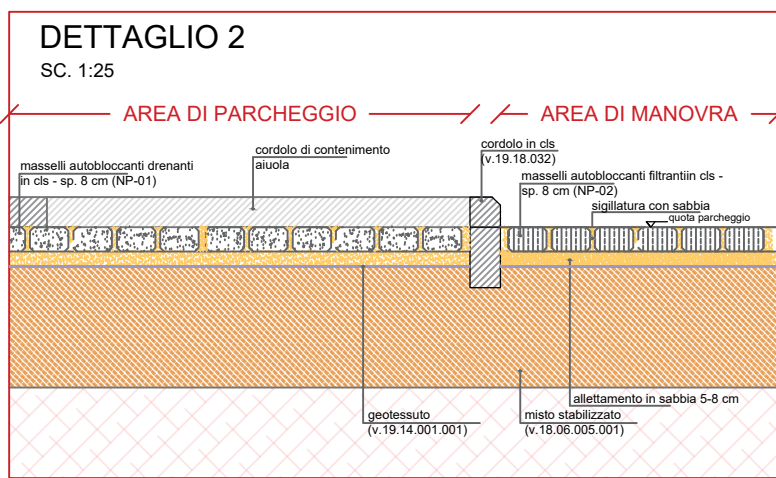 DETTAGLIO 2
SC. 1:25
AREA DI PARCHEGGIO
AREA DI MANOVRA
masselli autobloccanti drenanti
in cls - sp. 8 cm (NP-01)
cordolo di contenimento
aiuola
cordolo in cls
(v.19.18.032)
masselli autobloccanti filtrantiin cls -
sp. 8 cm (NP-02)
sigillatura con sabbia
quota parcheggio
allettamento in sabbia 5-8 cm
geotessuto
(v.19.14.001.001)
misto stabilizzato
(v.18.06.005.001)